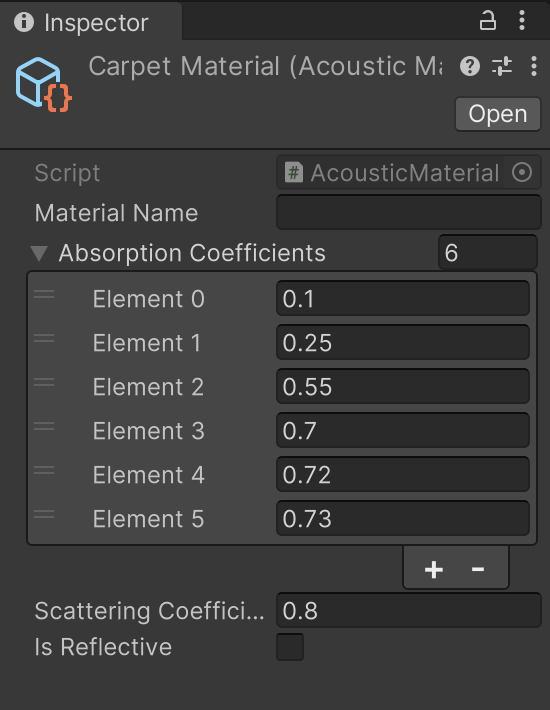 Inspector
Carpet Material (Acoustic Ma
Open
Script # AcousticMaterial
Material Name
Absorption Coefficients 6
Element 0 0.1
Element 1 0.25
Element 2 0.55
Element 3 0.7
Element 4 0.72
Element 5 0.73
+ -
Scattering Coeffici... 0.8
Is Reflective